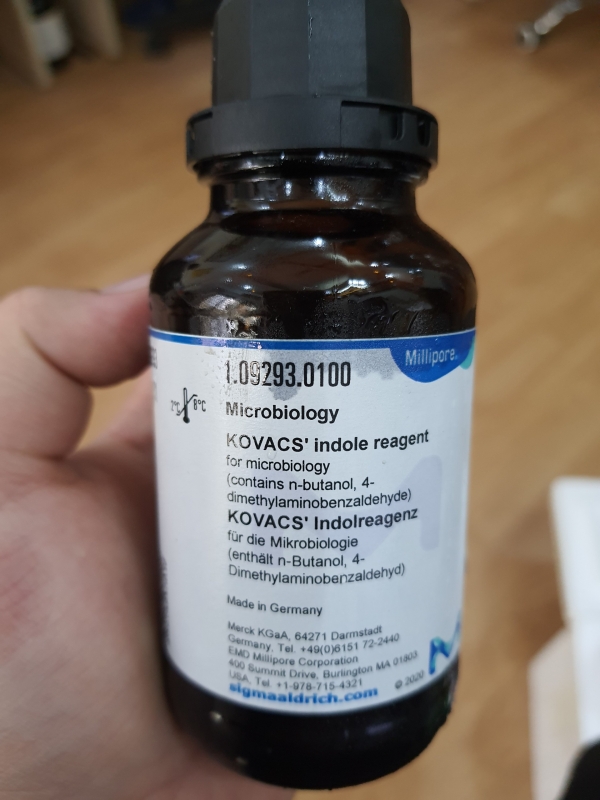 Millipore.
1.09293.0100
2°C 8°C
Microbiology
KOVACS' indole reagent
for microbiology
(contains n-butanol, 4-
dimethylaminobenzaldehyde)
KOVACS' Indolreagenz
für die Mikrobiologie
(enthält n-Butanol, 4-
Dimethylaminobenzaldehyd)
Made in Germany
Merck KGaA, 64271 Darmstadt
Germany. Tel. +49(0)6151 72-2440
EMD Millipore Corporation
400 Summit Drive, Burlington MA 01803
USA, Tel. +1-978-715-4321
© 2020
sigmaaldrich.com